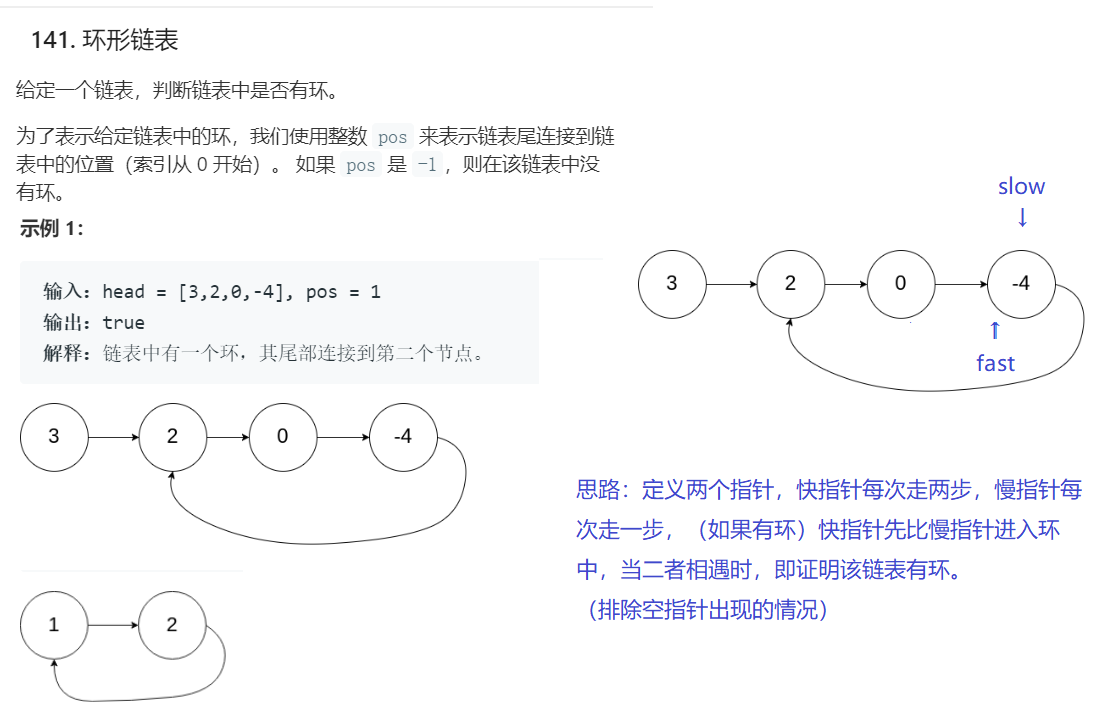 141. 环形链表
给定一个链表，判断链表中是否有环。
为了表示给定链表中的环，我们使用整数 pos 来表示链表尾连接到链
表中的位置（索引从 0 开始）。 如果 pos 是 -1，则在该链表中没
有环。
示例 1：
输入：head = [3,2,0,-4], pos = 1
输出：true
解释：链表中有一个环，其尾部连接到第二个节点。
3
2
0
-4
1
2
slow
↓
3
2
0
-4
↑
fast
思路：定义两个指针，快指针每次走两步，慢指针每
次走一步，（如果有环）快指针先比慢指针进入环
中，当二者相遇时，即证明该链表有环。
（排除空指针出现的情况）